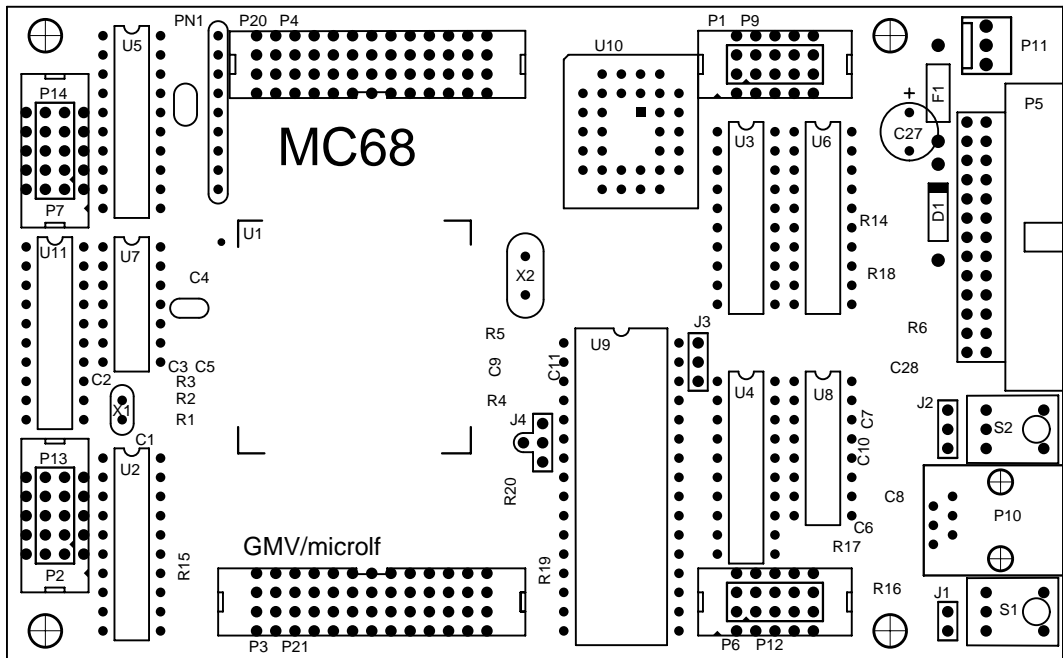 PN1 P20 P4 P1 P9
U5 U10 P11
P14 F1 P5
+
C27
MC68 U3 U6
P7 D1
U1 R14
U11 U7
C4 X2 R18
J3 R6
R5 U9
C3 C5 C9 C11 C28
C2 R3
R2 R4 U4 U8 J2
X1 R1 J4 C7 S2
C1
P13 U2 C10
R20 C8
P10
C6
GMV/microlf R17
R15 R19
P2 R16 J1
S1
P3 P21 P6 P12